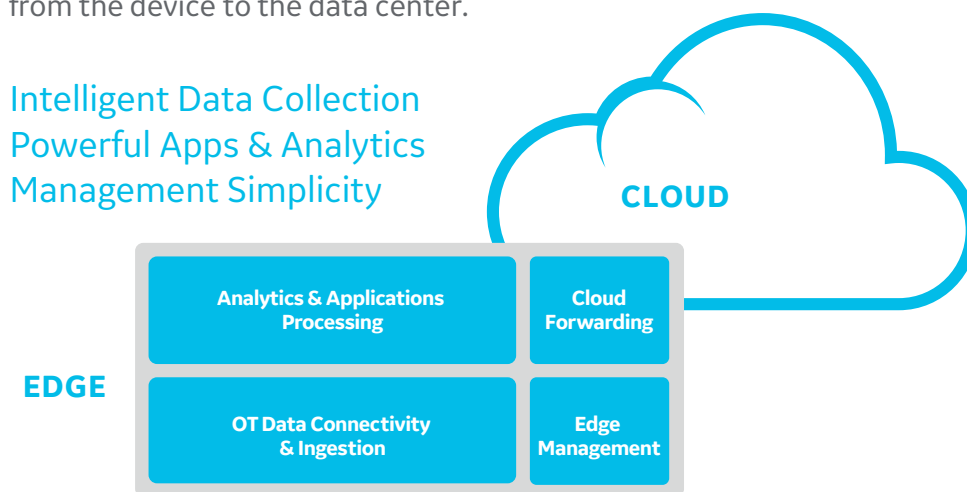 from the device to the data center.
Intelligent Data Collection
Powerful Apps & Analytics
Management Simplicity
CLOUD
Analytics & Applications
Processing
Cloud
Forwarding
EDGE
OT Data Connectivity
& Ingestion
Edge
Management